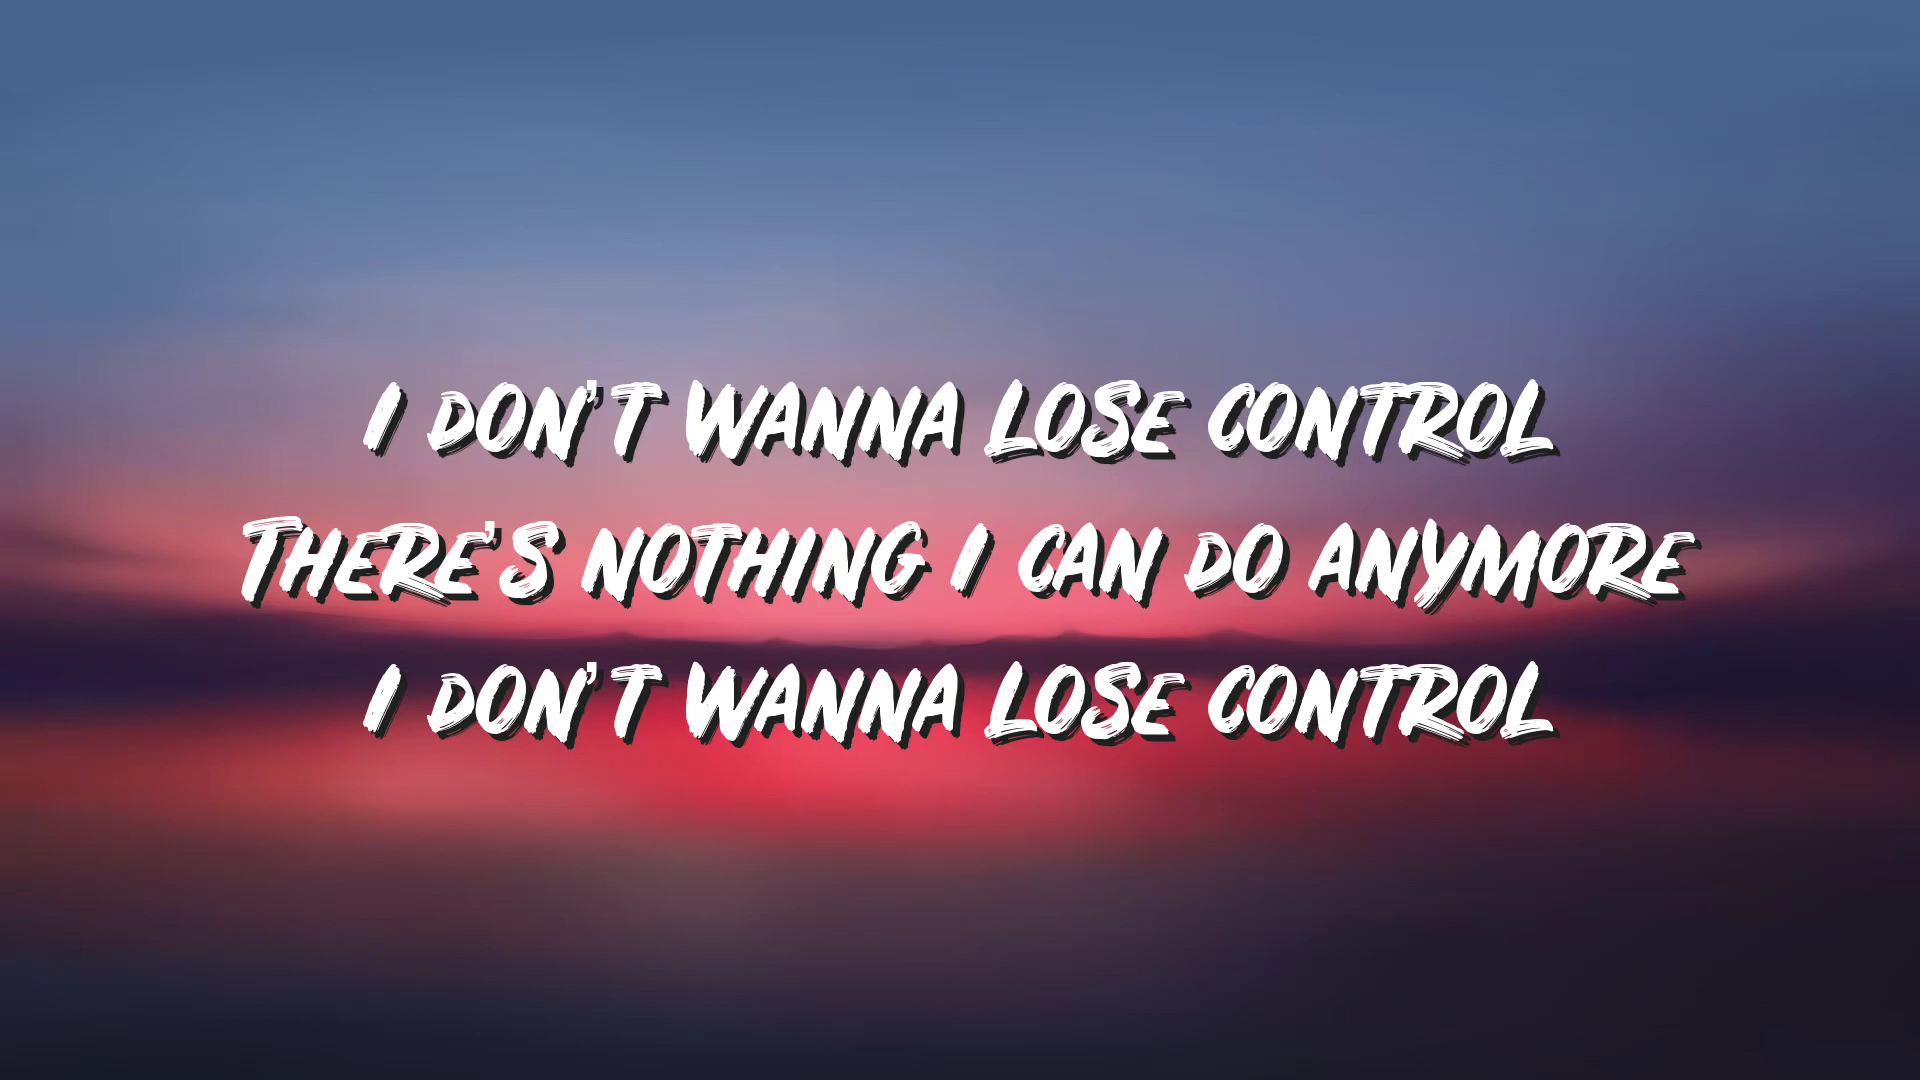 I DON'T WANNA LOSE CONTROL
THERE'S NOTHING I CAN DO ANYMORE
I DON'T WANNA LOSE CONTROL